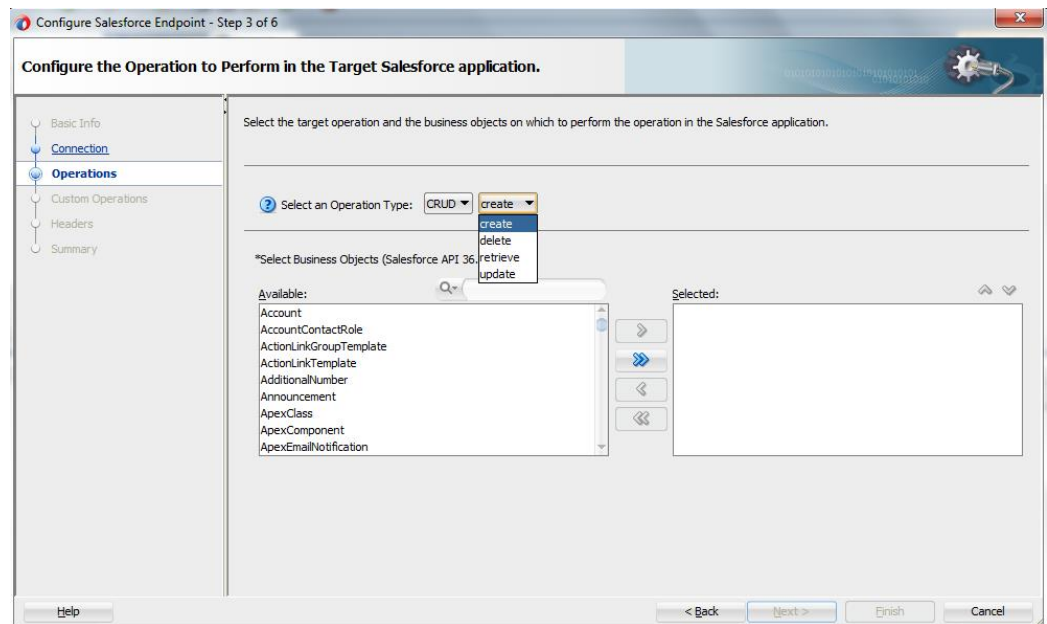 Configure Salesforce Endpoint - Step 3 of 6
Configure the Operation to Perform in the Target Salesforce application.
Basic Info
Connection
Operations
Custom Operations
Headers
Summary
Select the target operation and the business objects on which to perform the operation in the Salesforce application.
Select an Operation Type: CRUD create
create
delete
retrieve
update
*Select Business Objects (Salesforce API 36.
Available:
Account
AccountContactRole
ActionLinkGroupTemplate
ActionLinkTemplate
AdditionalNumber
Announcement
ApexClass
ApexComponent
ApexEmailNotification
Selected:
Help
< Back
Next >
Finish
Cancel